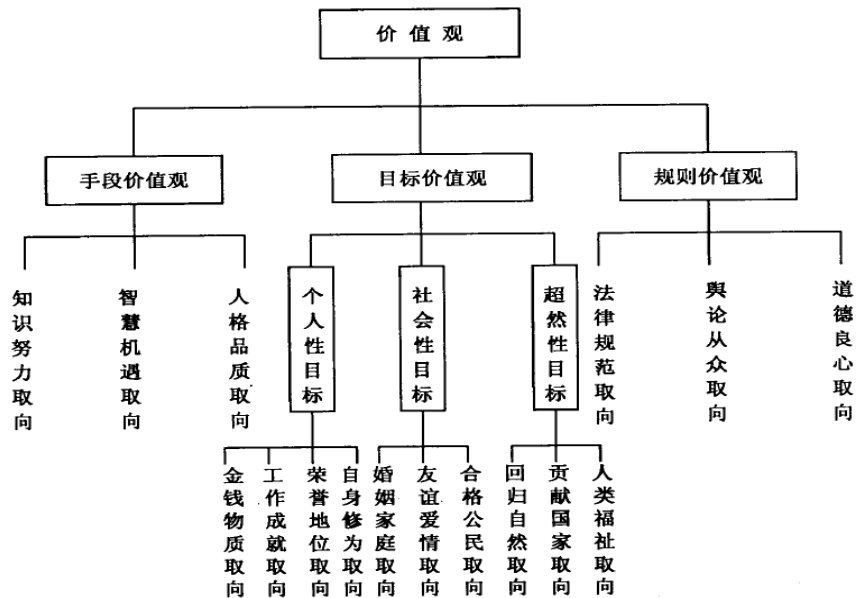 价值观
手段价值观
目标价值观
规则价值观
知识努力取向
智慧机遇取向
人格品质取向
个人性目标
社会性目标
超然性目标
法律规范取向
舆论从众取向
道德良心取向
金钱物质取向
工作成就取向
荣誉地位取向
自身修为取向
婚姻家庭取向
友谊爱情取向
合格公民取向
回归自然取向
贡献国家取向
人类福祉取向